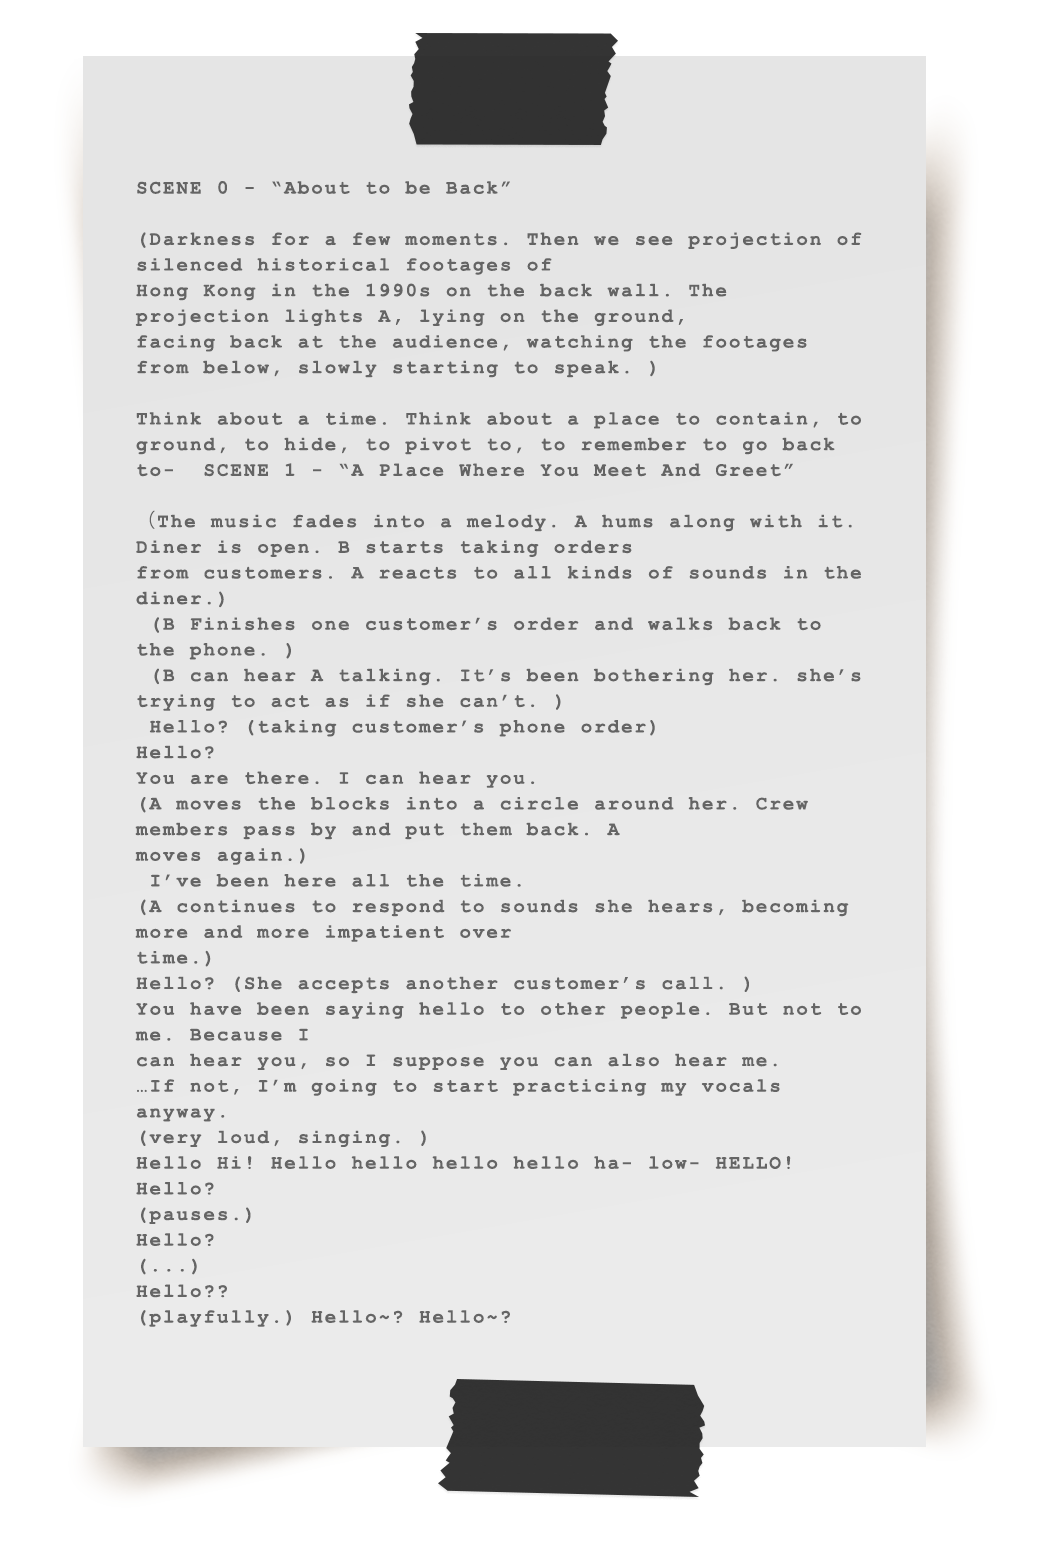 SCENE 0 - “About to be Back”
(Darkness for a few moments. Then we see projection of
silenced historical footages of
Hong Kong in the 1990s on the back wall. The
projection lights A, lying on the ground,
facing back at the audience, watching the footages
from below, slowly starting to speak. )
Think about a time. Think about a place to contain, to
ground, to hide, to pivot to, to remember to go back
to-  SCENE 1 - “A Place Where You Meet And Greet”
（The music fades into a melody. A hums along with it.
Diner is open. B starts taking orders
from customers. A reacts to all kinds of sounds in the
diner.)
(B Finishes one customer’s order and walks back to
the phone. )
(B can hear A talking. It’s been bothering her. she’s
trying to act as if she can’t. )
Hello? (taking customer’s phone order)
Hello?
You are there. I can hear you.
(A moves the blocks into a circle around her. Crew
members pass by and put them back. A
moves again.)
I’ve been here all the time.
(A continues to respond to sounds she hears, becoming
more and more impatient over
time.)
Hello? (She accepts another customer’s call. )
You have been saying hello to other people. But not to
me. Because I
can hear you, so I suppose you can also hear me.
…If not, I’m going to start practicing my vocals
anyway.
(very loud, singing. )
Hello Hi! Hello hello hello hello ha- low- HELLO!
Hello?
(pauses.)
Hello?
(...)
Hello??
(playfully.) Hello~? Hello~?